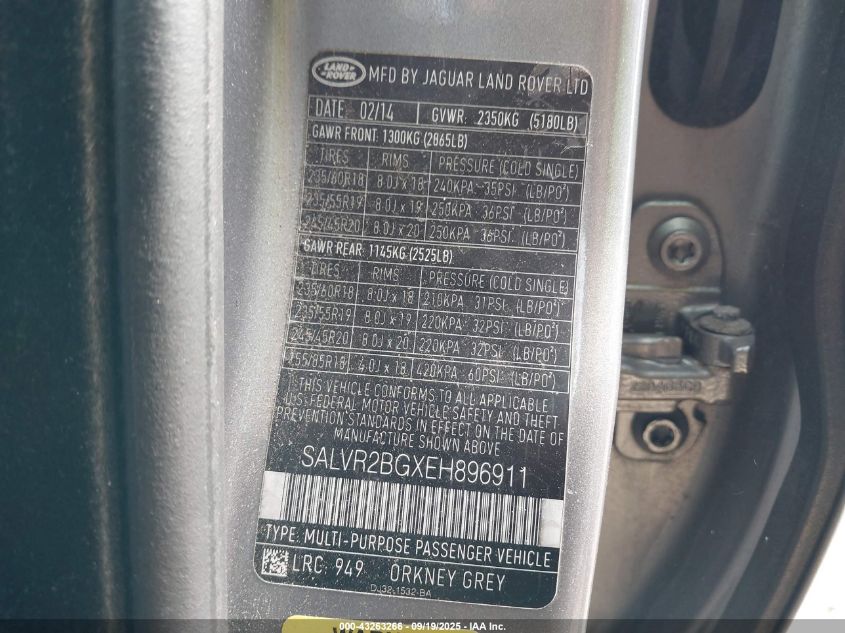 LAND ROVER MFD BY JAGUAR LAND ROVER LTD
DATE: 02/14 GVWR: 2350KG (5180LB)
GAWR FRONT: 1300KG (2865LB)
TIRES RIMS PRESSURE (COLD SINGLE)
235/60R18 8.0J x 18 240KPA 35PSI (LB/PO²)
235/55R19 8.0J x 19 250KPA 36PSI (LB/PO²)
245/45R20 8.0J x 20 250KPA 36PSI (LB/PO²)
GAWR REAR: 1145KG (2525LB)
TIRES RIMS PRESSURE (COLD SINGLE)
235/60R18 8.0J x 18 210KPA 31PSI (LB/PO²)
235/55R19 8.0J x 19 220KPA 32PSI (LB/PO²)
245/45R20 8.0J x 20 220KPA 32PSI (LB/PO²)
155/85R18 4.0J x 18 420KPA 60PSI (LB/PO²)
THIS VEHICLE CONFORMS TO ALL APPLICABLE
U.S. FEDERAL MOTOR VEHICLE SAFETY AND THEFT
PREVENTION STANDARDS IN EFFECT ON THE DATE OF
MANUFACTURE SHOWN ABOVE
SALVR2BGXEH896911
TYPE: MULTI-PURPOSE PASSENGER VEHICLE
LRC: 949 ORKNEY GREY
DJ32-1532-BA
000 - 43263266 - 09/19/2025 - US 044